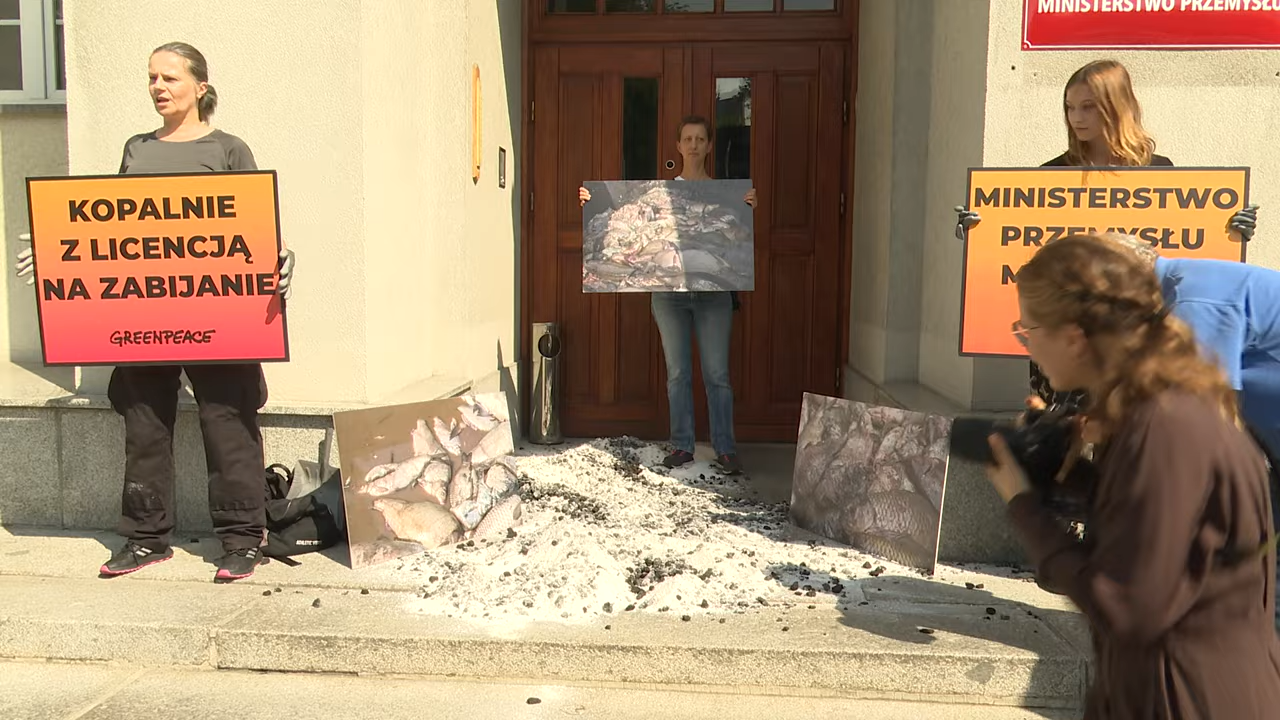 MINISTERSTWO PRZEMYSŁU
KOPALNIE
Z LICENCJĄ
NA ZABIJANIE
GREENPEACE
MINISTERSTWO
PRZEMYSŁU